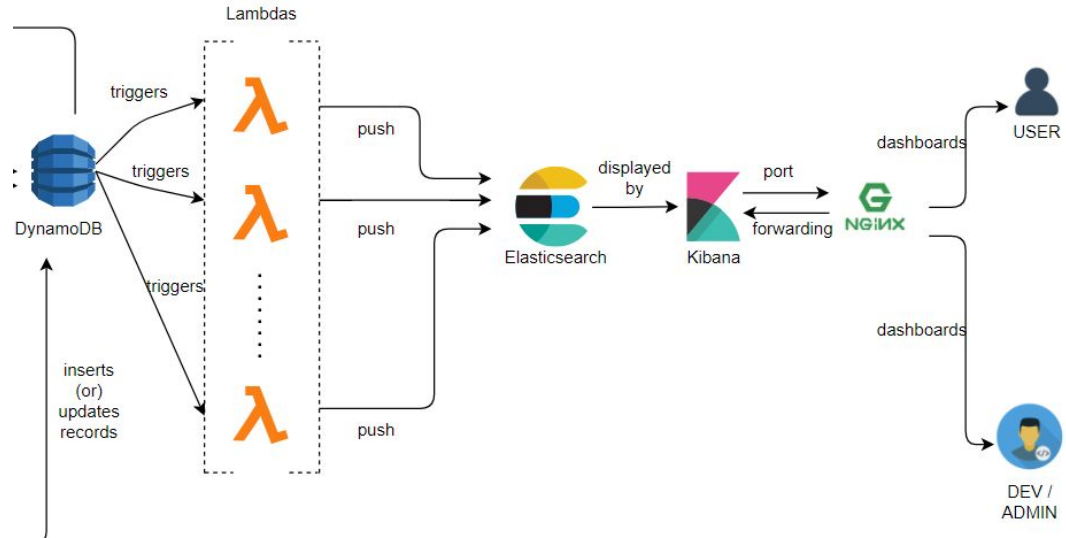 Lambdas
triggers
triggers
triggers
DynamoDB
inserts
(or)
updates
records
push
push
push
Elasticsearch
displayed
by
Kibana
port
forwarding
NGiNX
dashboards
USER
dashboards
DEV /
ADMIN